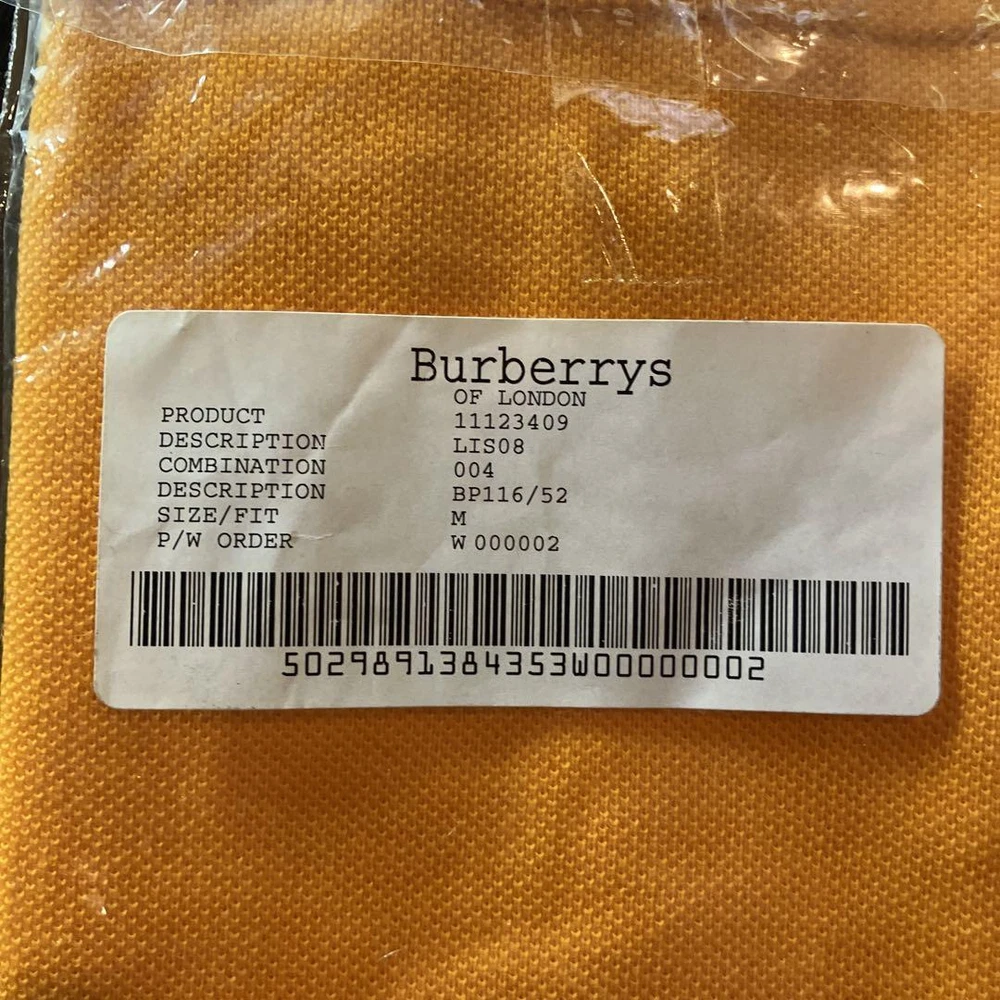 Burberrys
OF LONDON
PRODUCT 11123409
DESCRIPTION LIS08
COMBINATION 004
DESCRIPTION BP116/52
SIZE/FIT M
P/W ORDER W 000002
5029891384353W00000002